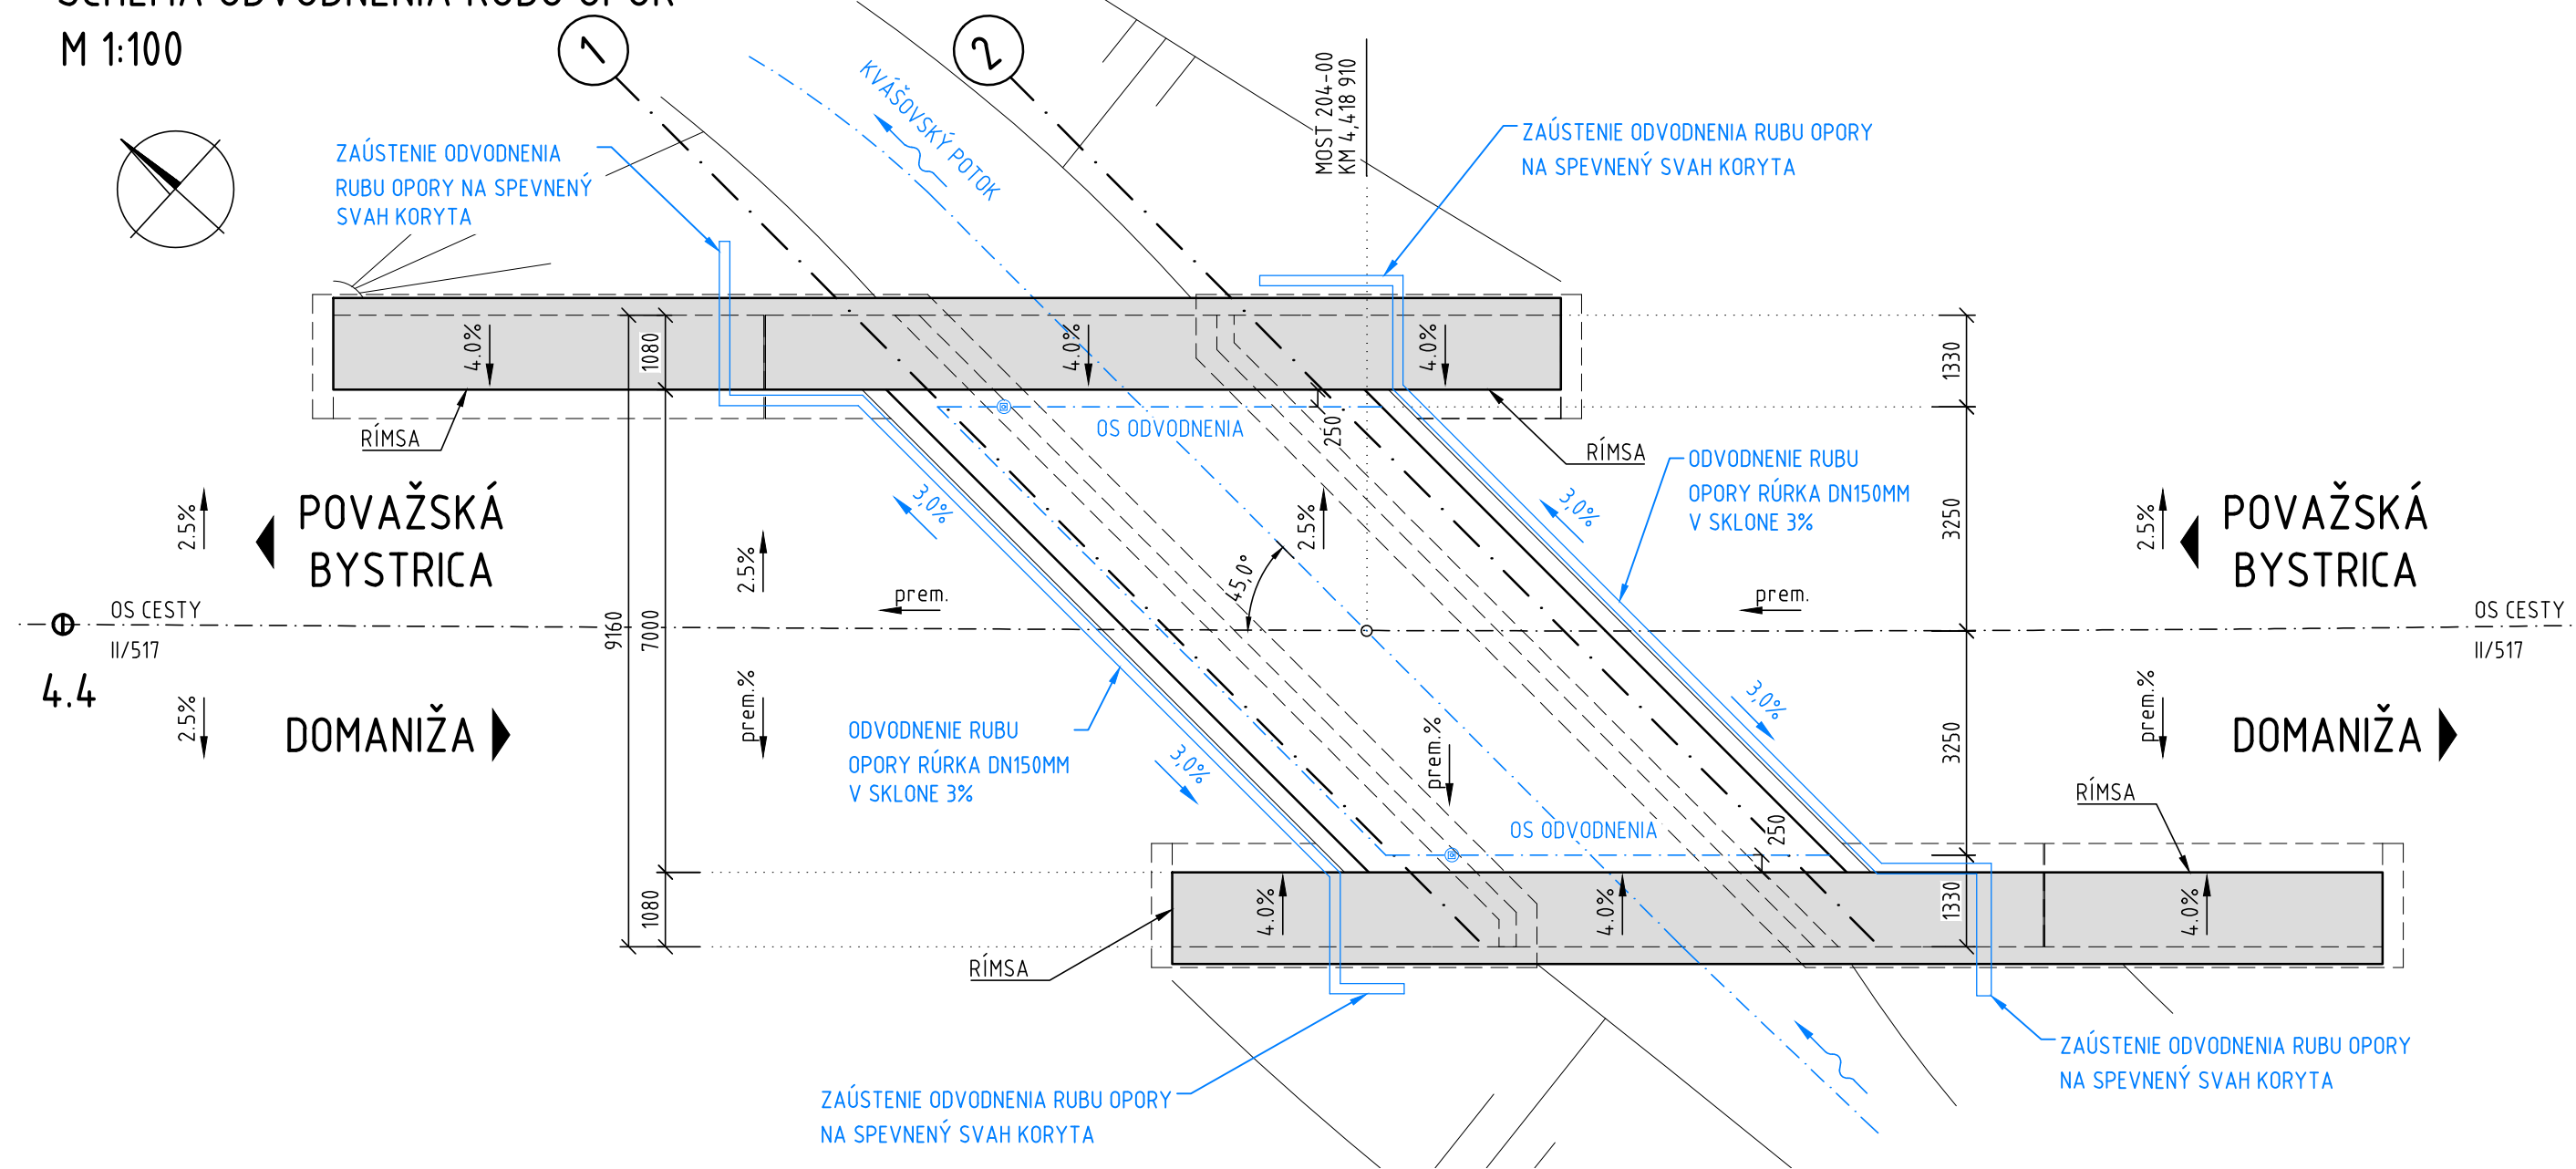 SCHÉMA ODVODNENIA RUBU OPÔR
M 1:100
1
2
KVÁŠOVSKÝ POTOK
MOST 204-00
KM 4,418 910
ZAÚSTENIE ODVODNENIA
RUBU OPORY NA SPEVNENÝ
SVAH KORYTA
ZAÚSTENIE ODVODNENIA RUBU OPORY
NA SPEVNENÝ SVAH KORYTA
4.0%
1080
4.0%
4.0%
1330
RÍMSA
OS ODVODNENIA
250
RÍMSA
ODVODNENIE RUBU
OPORY RÚRKA DN150MM
V SKLONE 3%
2.5%
POVAŽSKÁ
BYSTRICA
3,0%
2.5%
3,0%
3250
2.5%
POVAŽSKÁ
BYSTRICA
2.5%
45,0°
prem.
prem.
OS CESTY
II/517
4.4
9160
7000
OS CESTY
II/517
2.5%
DOMANIŽA
prem.%
ODVODNENIE RUBU
OPORY RÚRKA DN150MM
V SKLONE 3%
3,0%
prem.%
3,0%
3250
prem.%
DOMANIŽA
RÍMSA
OS ODVODNENIA
250
1080
4.0%
4.0%
1330
4.0%
RÍMSA
ZAÚSTENIE ODVODNENIA RUBU OPORY
NA SPEVNENÝ SVAH KORYTA
ZAÚSTENIE ODVODNENIA RUBU OPORY
NA SPEVNENÝ SVAH KORYTA